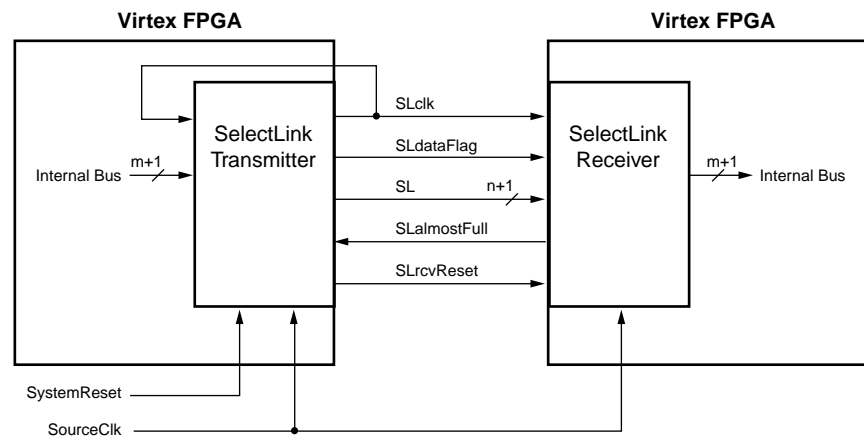 Virtex FPGA
Virtex FPGA
SLclk
SelectLink
Transmitter
SelectLink
Receiver
SLdataFlag
m+1
Internal Bus
SL
n+1
m+1
Internal Bus
SLalmostFull
SLrcvReset
SystemReset
SourceClk